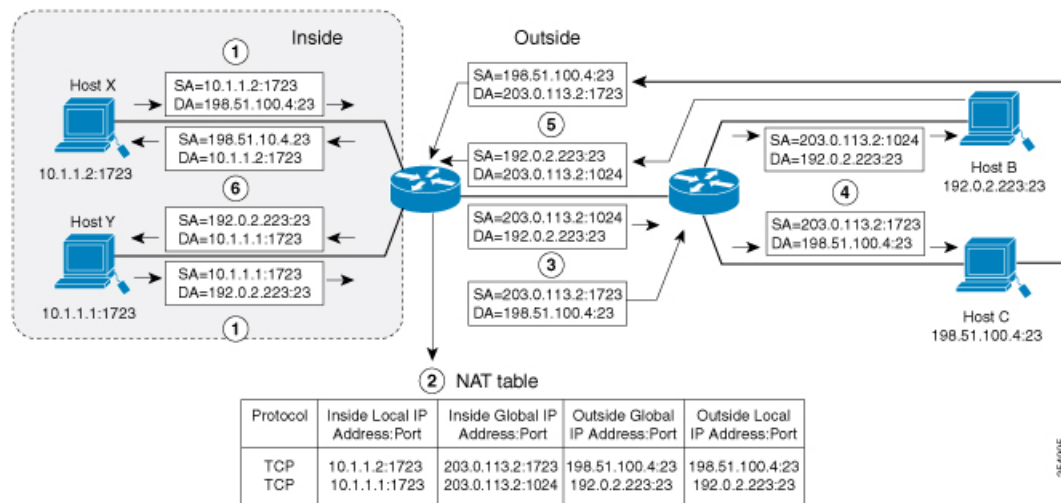 Inside
Outside
1
Host X
SA=10.1.1.2:1723
DA=198.51.100.4:23
SA=198.51.10.4.23
DA=10.1.1.2:1723
10.1.1.2:1723
6
Host Y
SA=192.0.2.223:23
DA=10.1.1.1:1723
SA=10.1.1.1:1723
DA=192.0.2.223:23
10.1.1.1:1723
1
SA=198.51.100.4:23
DA=203.0.113.2:1723
5
SA=192.0.2.223:23
DA=203.0.113.2:1024
SA=203.0.113.2:1024
DA=192.0.2.223:23
3
SA=203.0.113.2:1723
DA=198.51.100.4:23
SA=203.0.113.2:1024
DA=192.0.2.223:23
4
SA=203.0.113.2:1723
DA=198.51.100.4:23
Host B
192.0.2.223:23
Host C
198.51.100.4:23
2 NAT table
Protocol Inside Local IP Address:Port Inside Global IP Address:Port Outside Global IP Address:Port Outside Local IP Address:Port
TCP 10.1.1.2:1723 203.0.113.2:1723 198.51.100.4:23 198.51.100.4:23
TCP 10.1.1.1:1723 203.0.113.2:1024 192.0.2.223:23 192.0.2.223:23